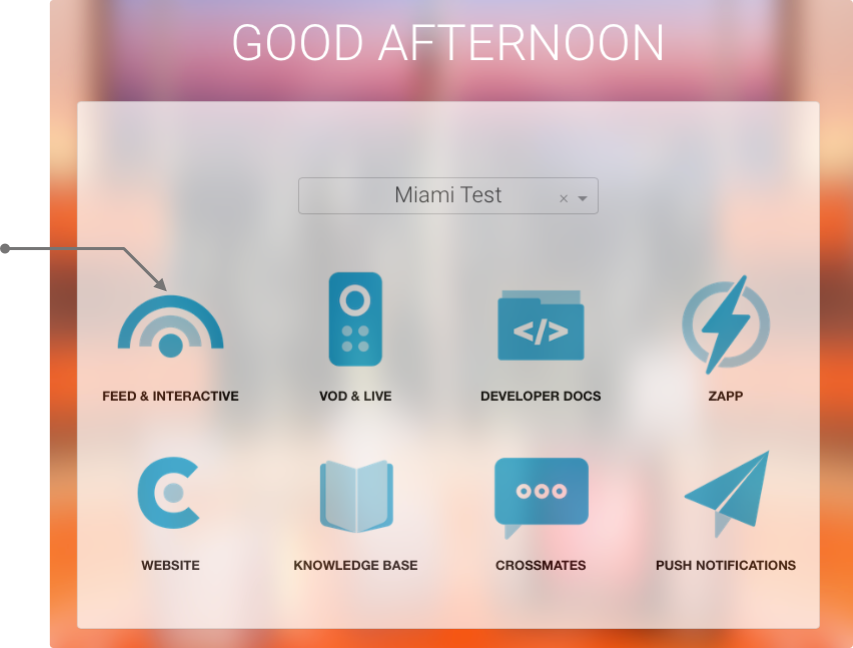 GOOD AFTERNOON
Miami Test
FEED & INTERACTIVE
VOD & LIVE
DEVELOPER DOCS
ZAPP
WEBSITE
KNOWLEDGE BASE
CROSSMATES
PUSH NOTIFICATIONS